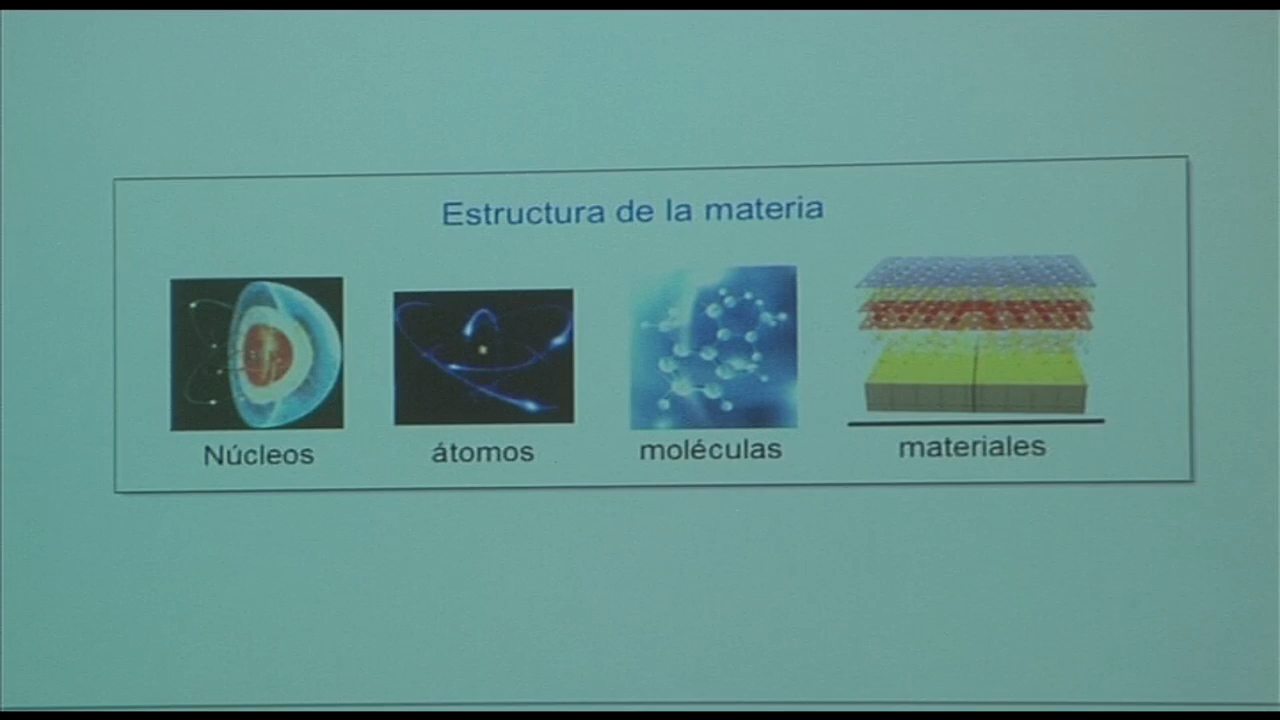 Estructura de la materia
Núcleos
átomos
moléculas
materiales